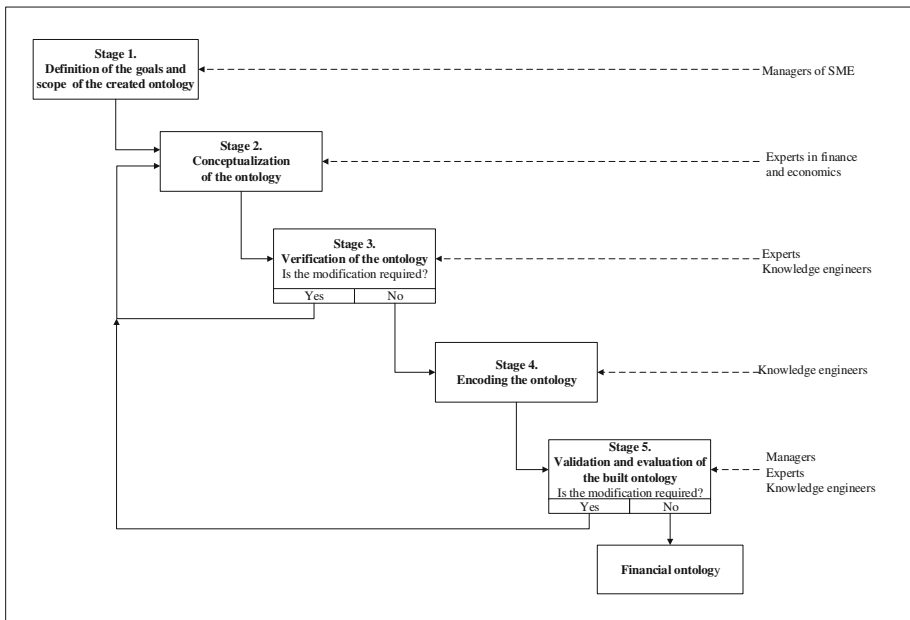 Stage 1.
Definition of the goals and
scope of the created ontology
Managers of SME
Stage 2.
Conceptualization
of the ontology
Experts in finance
and economics
Stage 3.
Verification of the ontology
Is the modification required?
Yes No
Experts
Knowledge engineers
Stage 4.
Encoding the ontology
Knowledge engineers
Stage 5.
Validation and evaluation of
the built ontology
Is the modification required?
Yes No
Managers
Experts
Knowledge engineers
Financial ontology